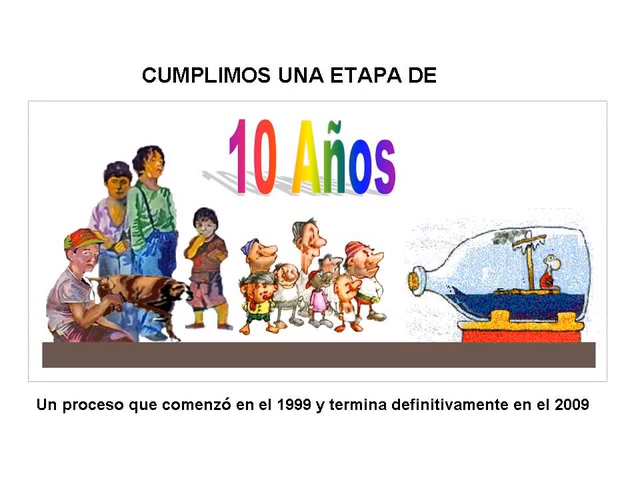 CUMPLIMOS UNA ETAPA DE
10 Años
Un proceso que comenzó en el 1999 y termina definitivamente en el 2009